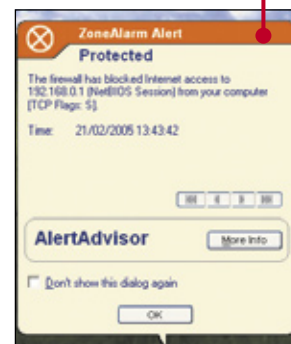 ZoneAlarm Alert
Protected
The firewall has blocked Internet access to
192.168.0.1 (NetBIOS Session) from your computer
[TCP Flags: S].
Time: 21/02/2005 13:43:42
AlertAdvisor More Info
Don't show this dialog again
OK